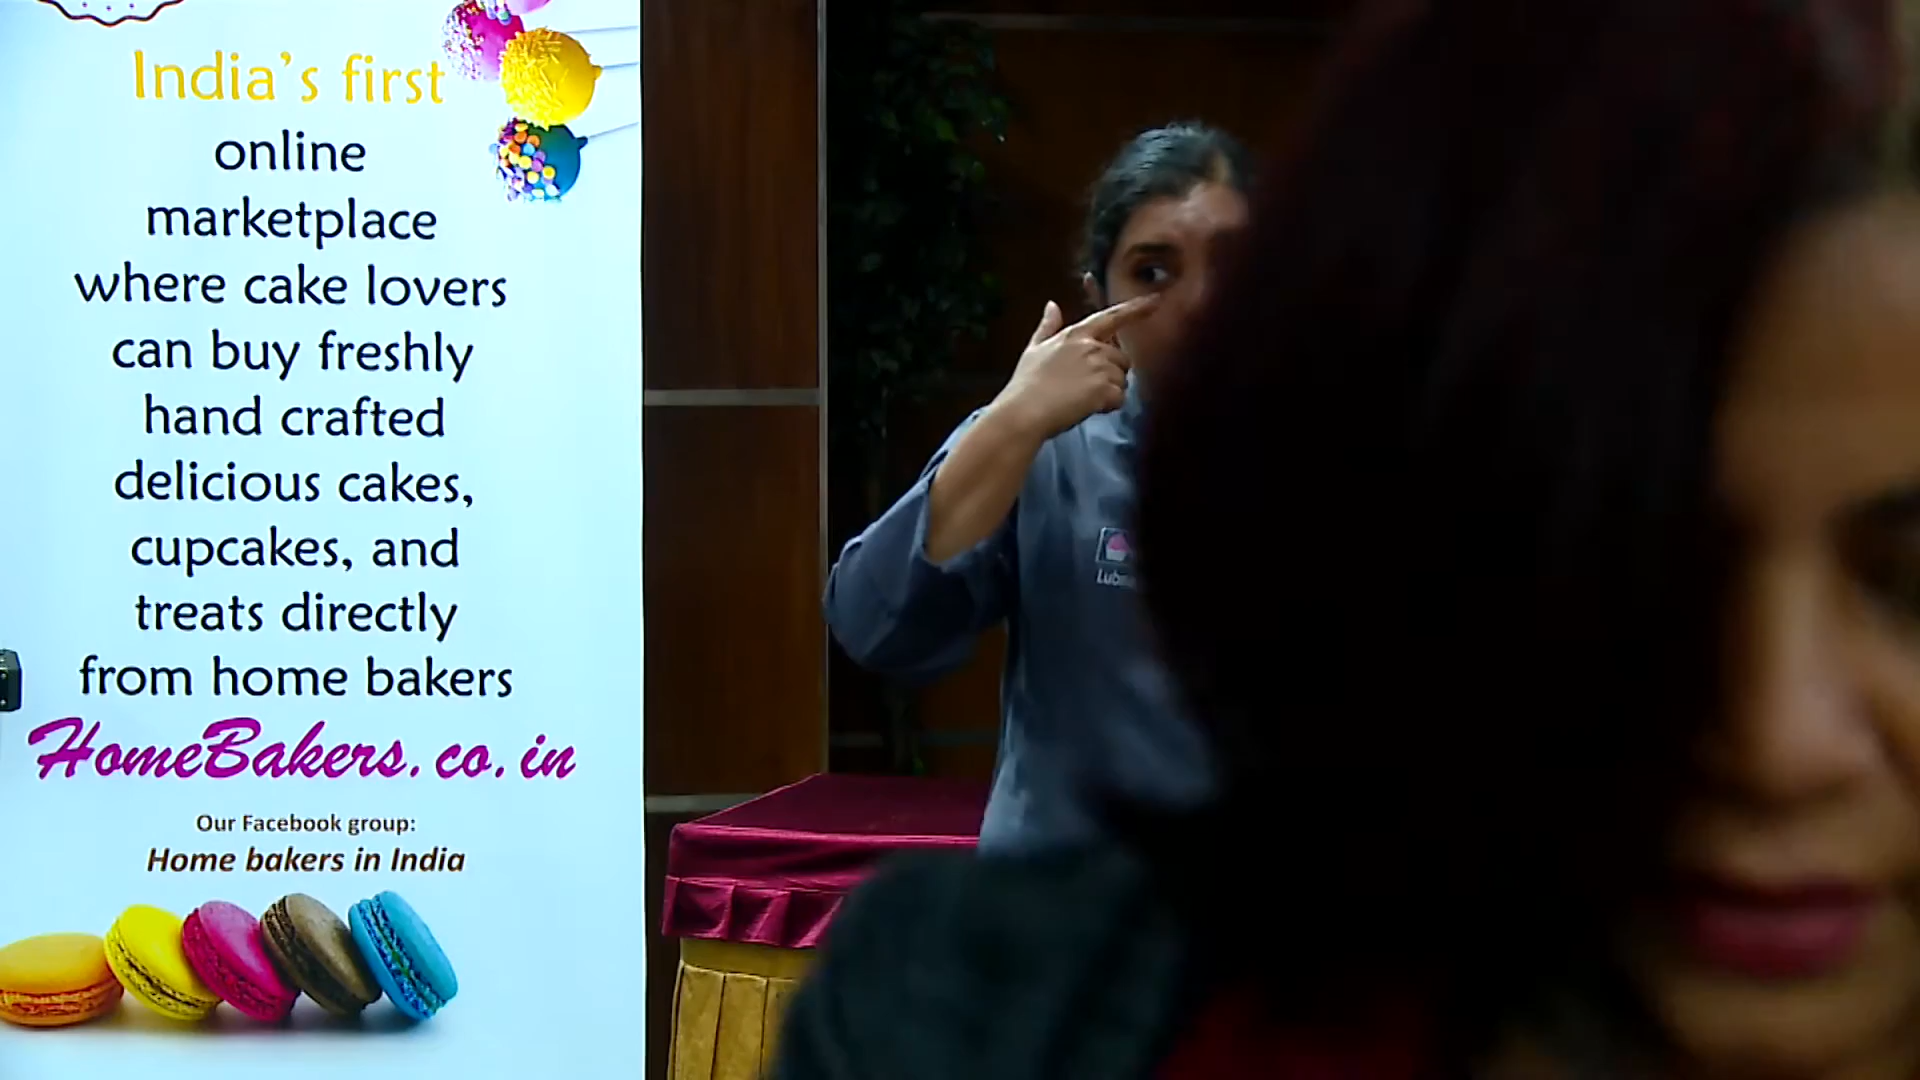 India's first
online
marketplace
where cake lovers
can buy freshly
hand crafted
delicious cakes,
cupcakes, and
treats directly
from home bakers
HomeBakers.co.in
Our Facebook group:
Home bakers in India